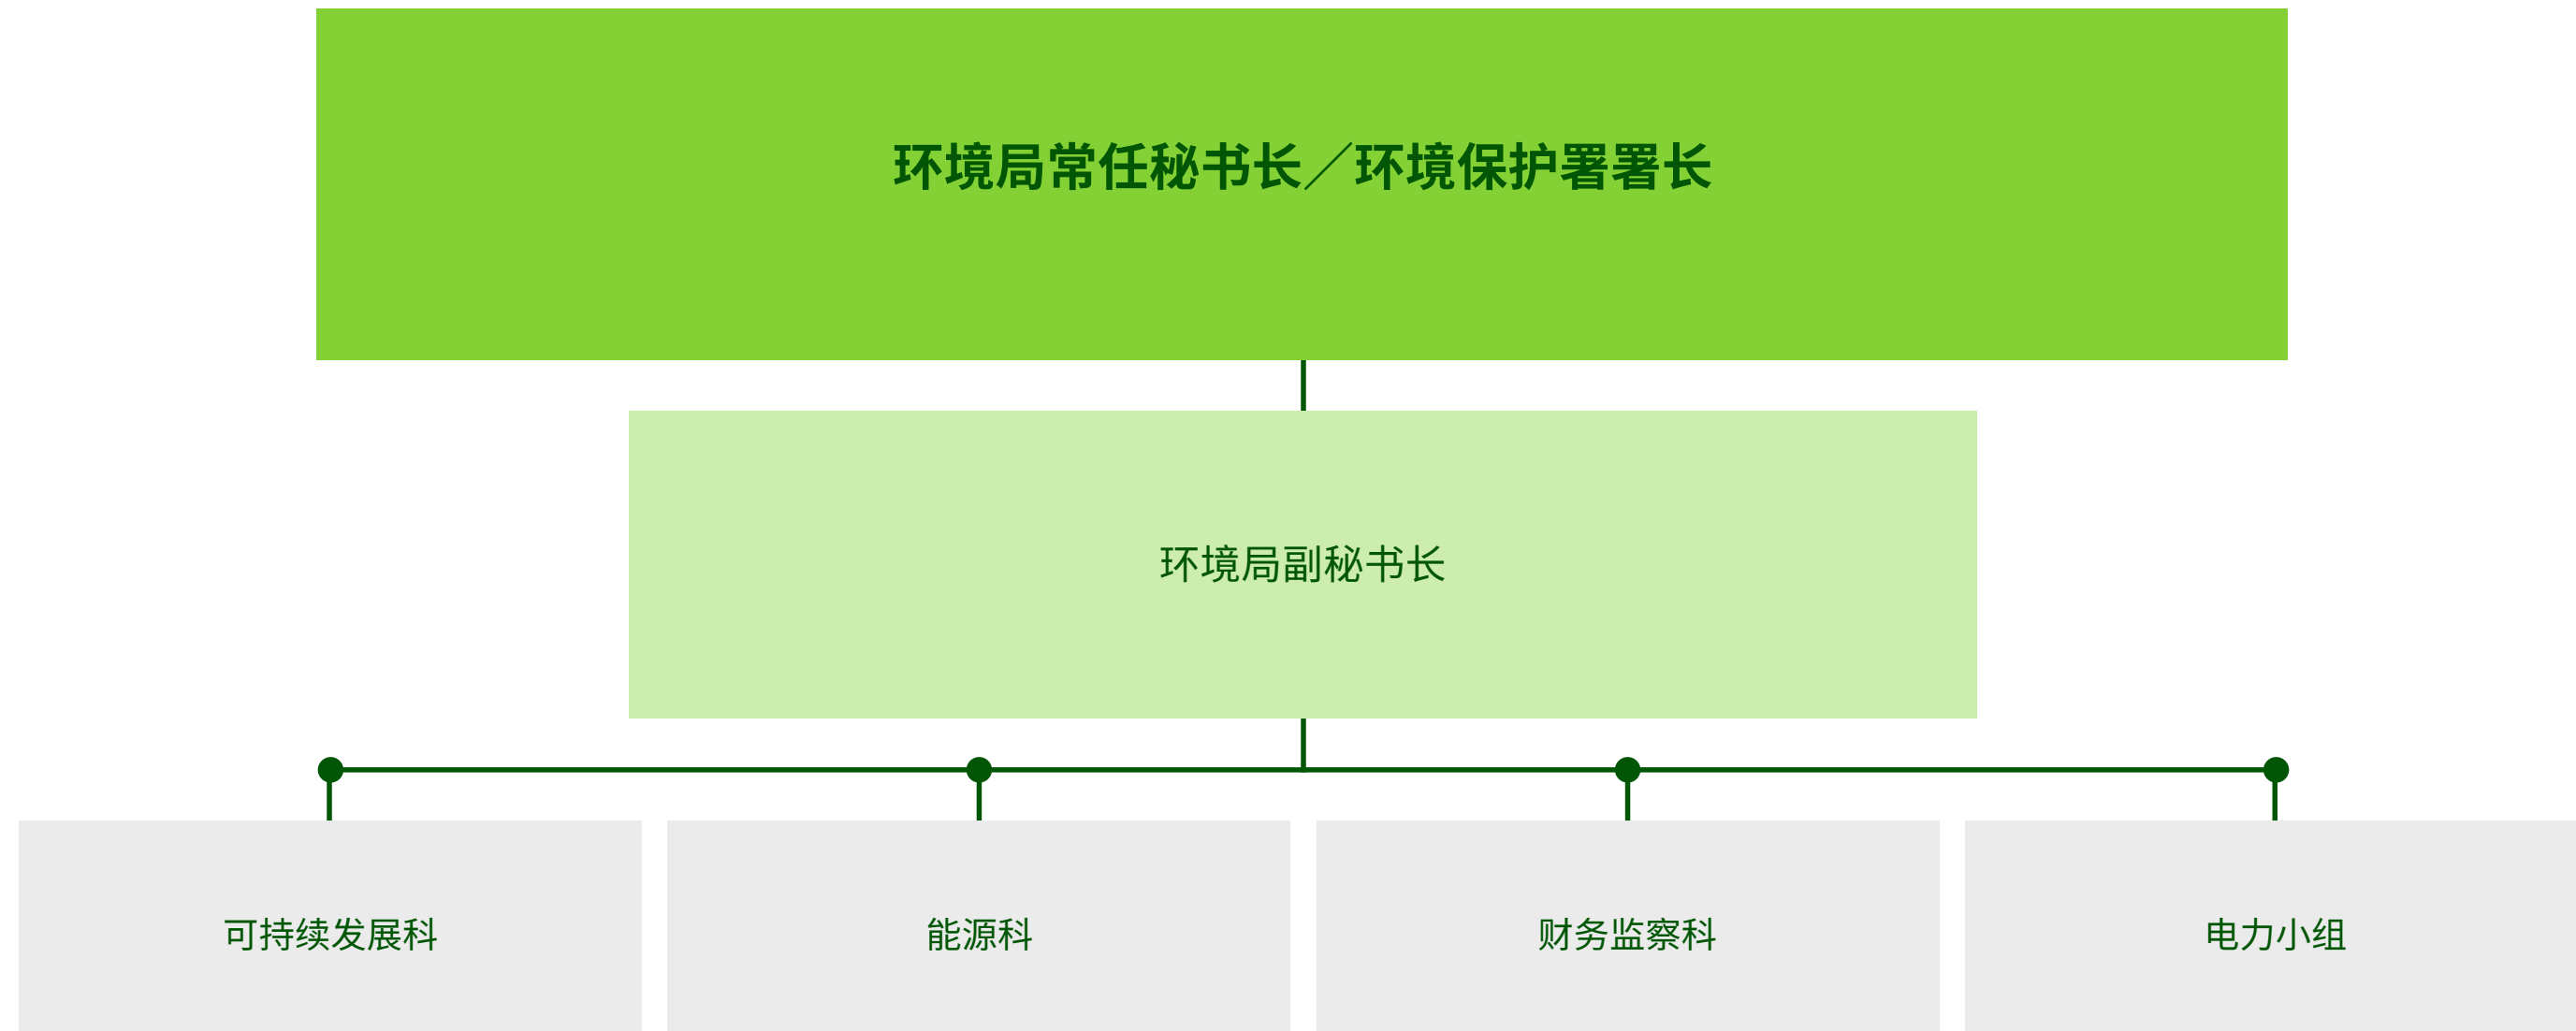 环境局常任秘书长／环境保护署署长
环境局副秘书长
可持续发展科
能源科
财务监察科
电力小组